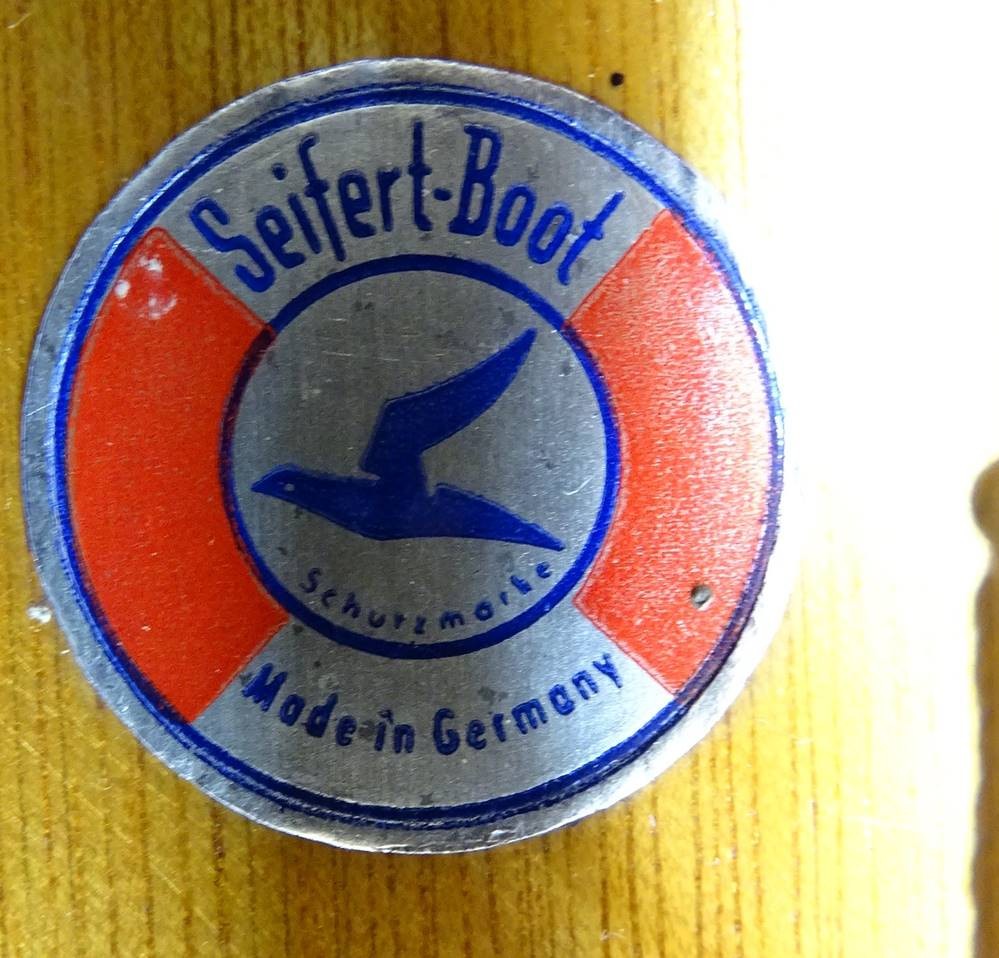 Seifert-Boot
Schutzmarke
Made in Germany